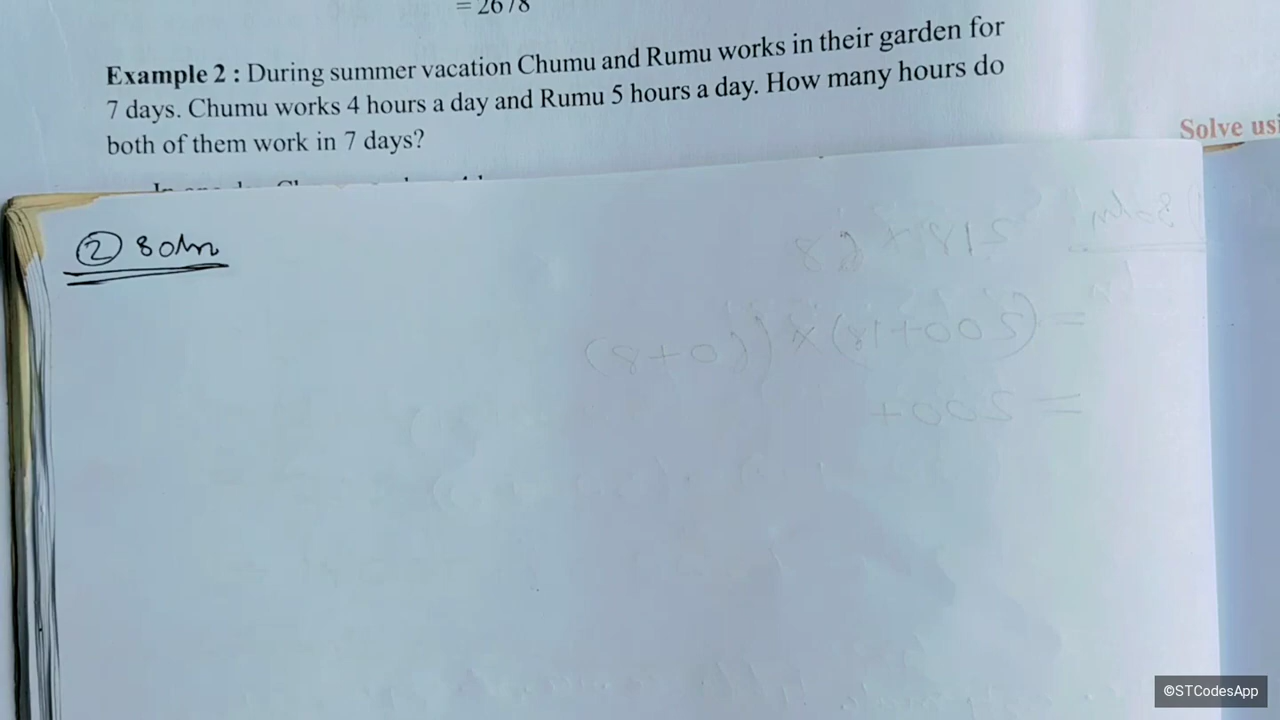 = 2678
Example 2 : During summer vacation Chumu and Rumu works in their garden for
7 days. Chumu works 4 hours a day and Rumu 5 hours a day. How many hours do
both of them work in 7 days?
Solve usi
② Soln
©STCodesApp